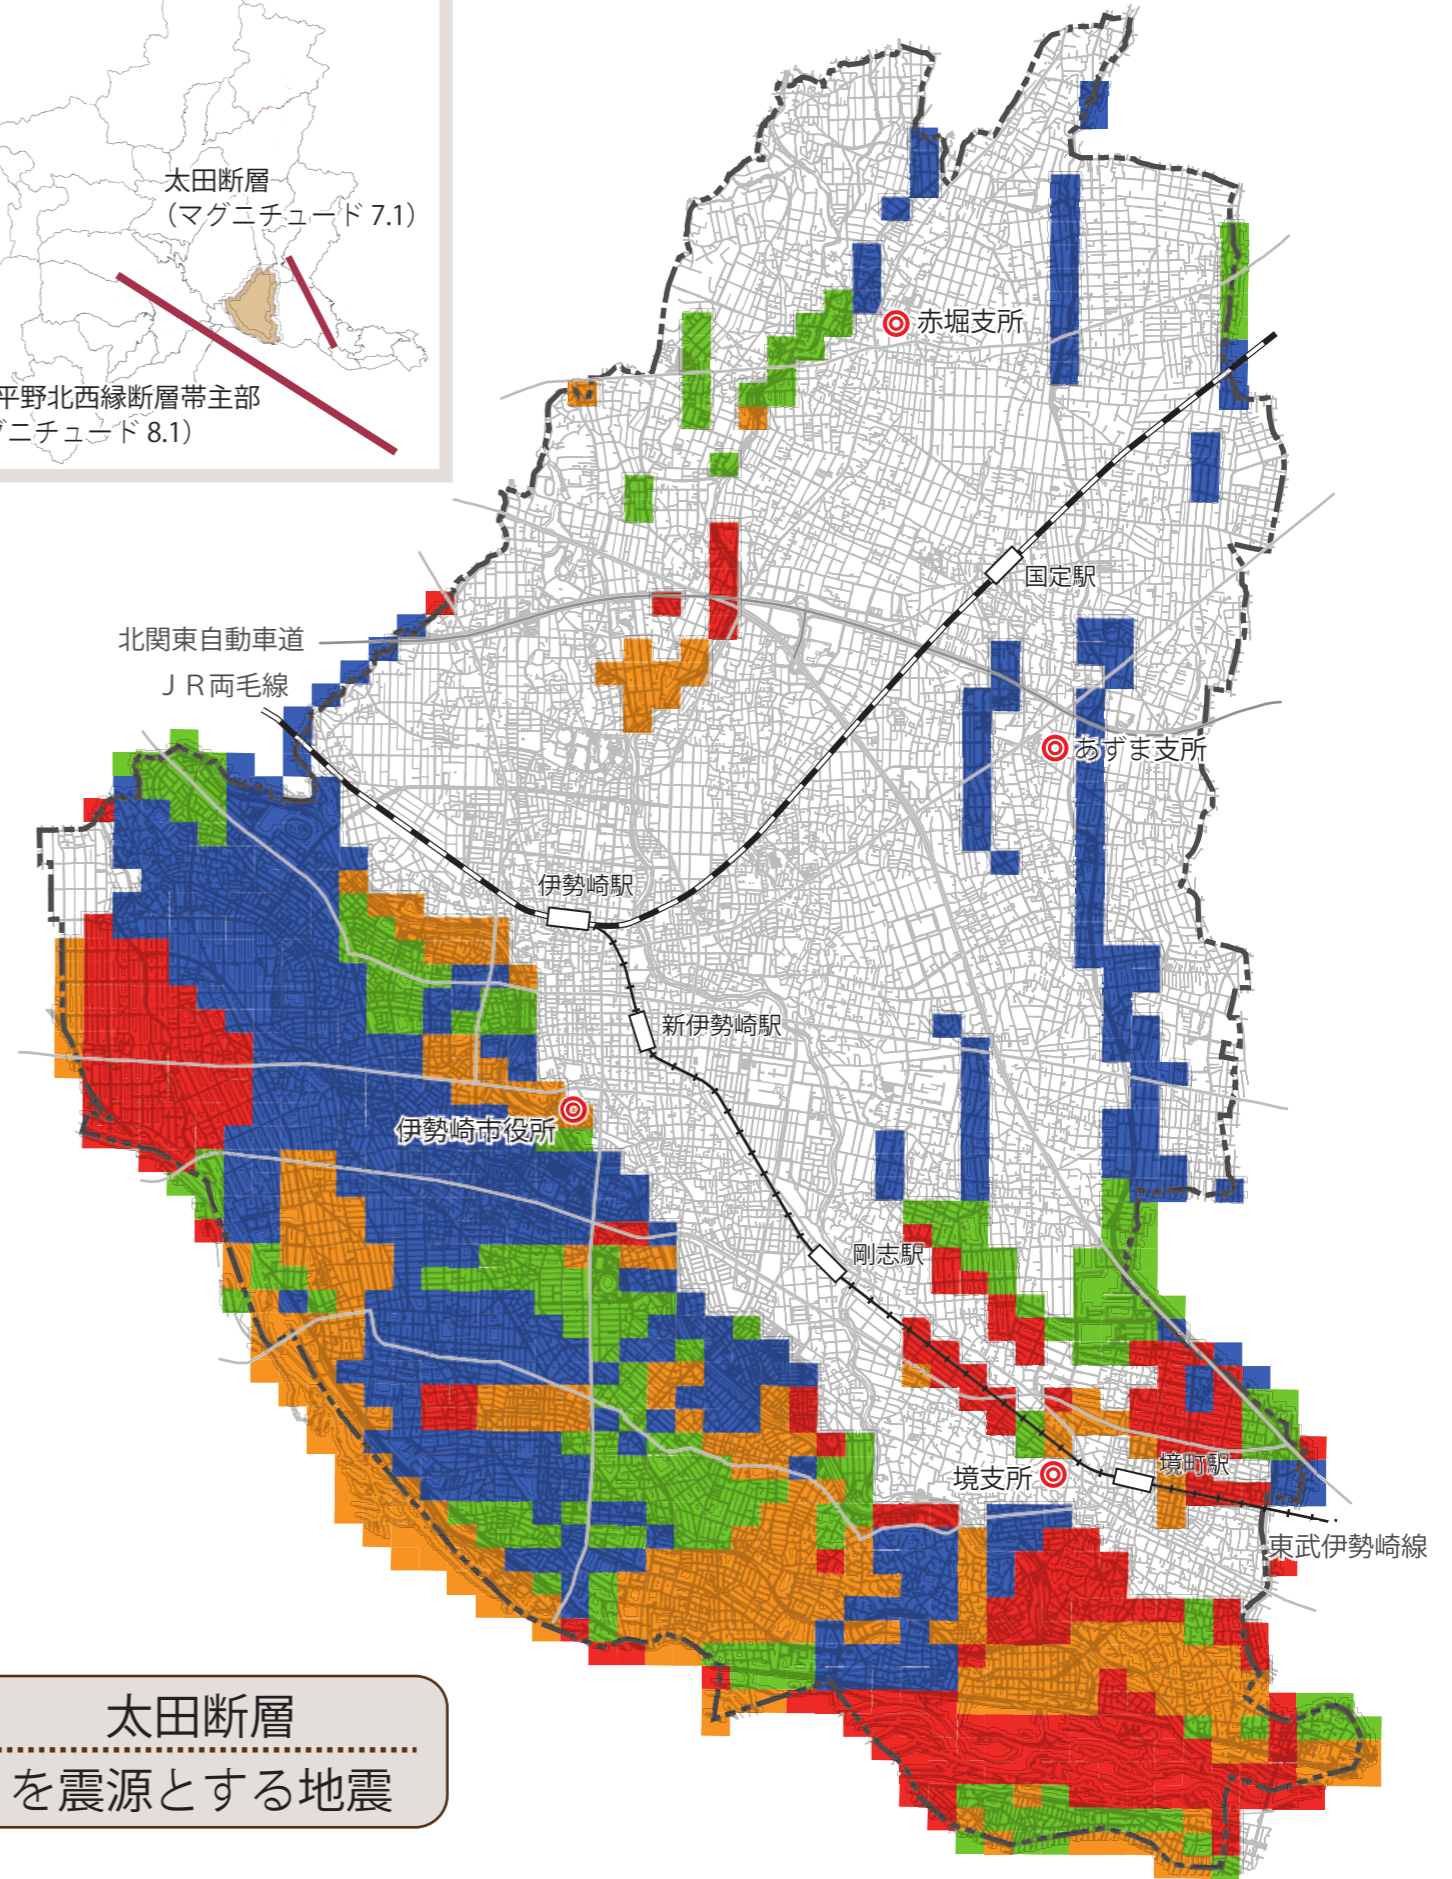 太田断層
（マグニチュード 7.1）
平野北西縁断層帯主部
グニチュード 8.1）
赤堀支所
国定駅
北関東自動車道
ＪＲ両毛線
あずま支所
伊勢崎駅
新伊勢崎駅
伊勢崎市役所
剛志駅
境町駅
境支所
東武伊勢崎線
太田断層
を震源とする地震